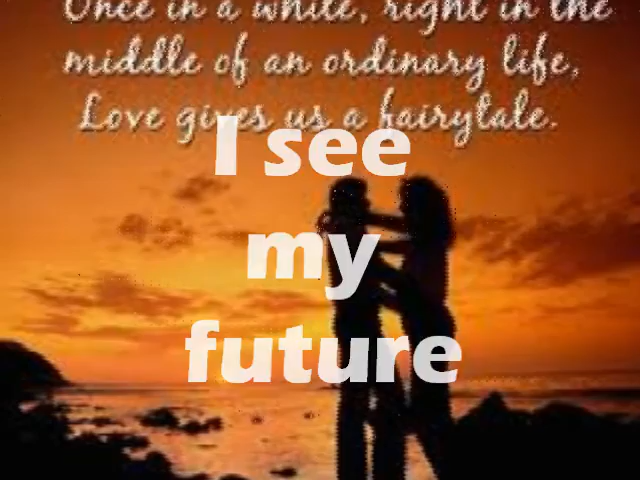 Once in a while, right in the
middle of an ordinary life,
Love gives us a fairytale.
I see
my
future